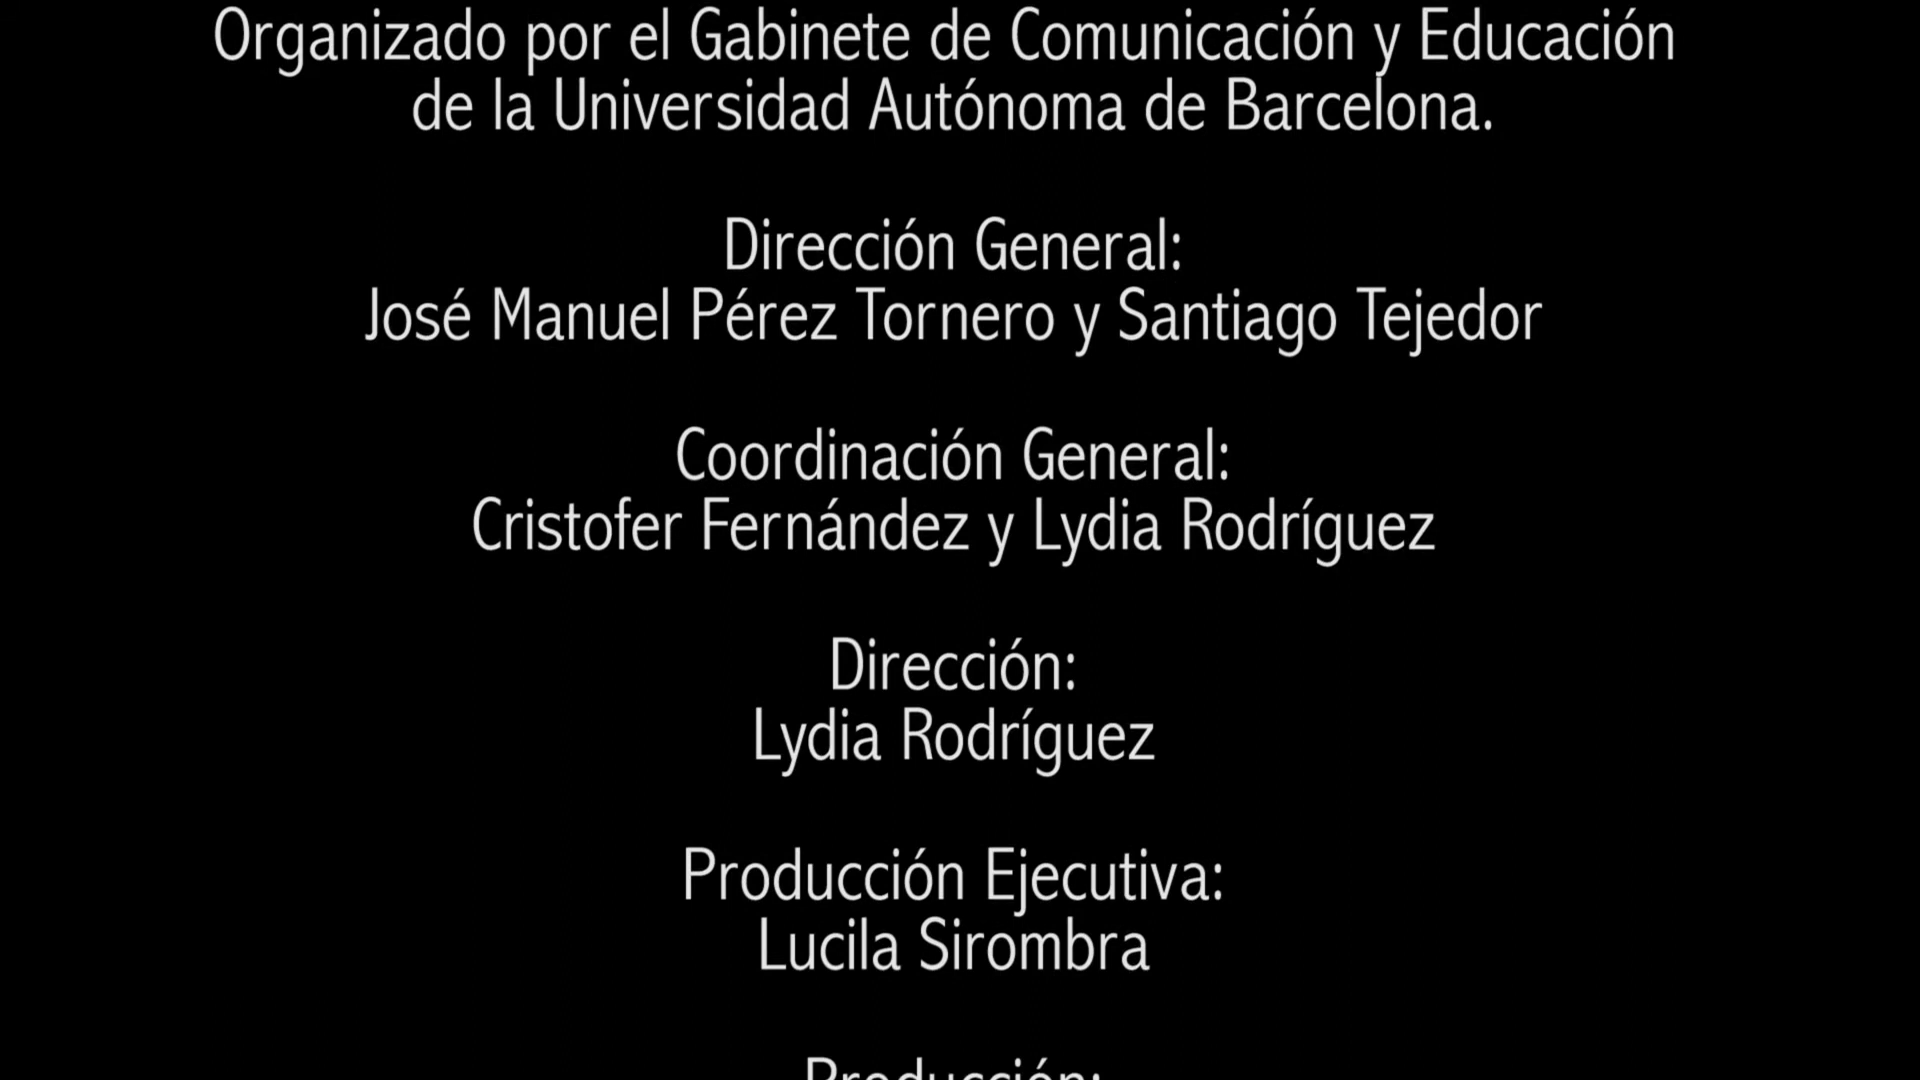 Organizado por el Gabinete de Comunicación y Educación
de la Universidad Autónoma de Barcelona.
Dirección General:
José Manuel Pérez Tornero y Santiago Tejedor
Coordinación General:
Cristofer Fernández y Lydia Rodríguez
Dirección:
Lydia Rodríguez
Producción Ejecutiva:
Lucila Sirombra
Producción: